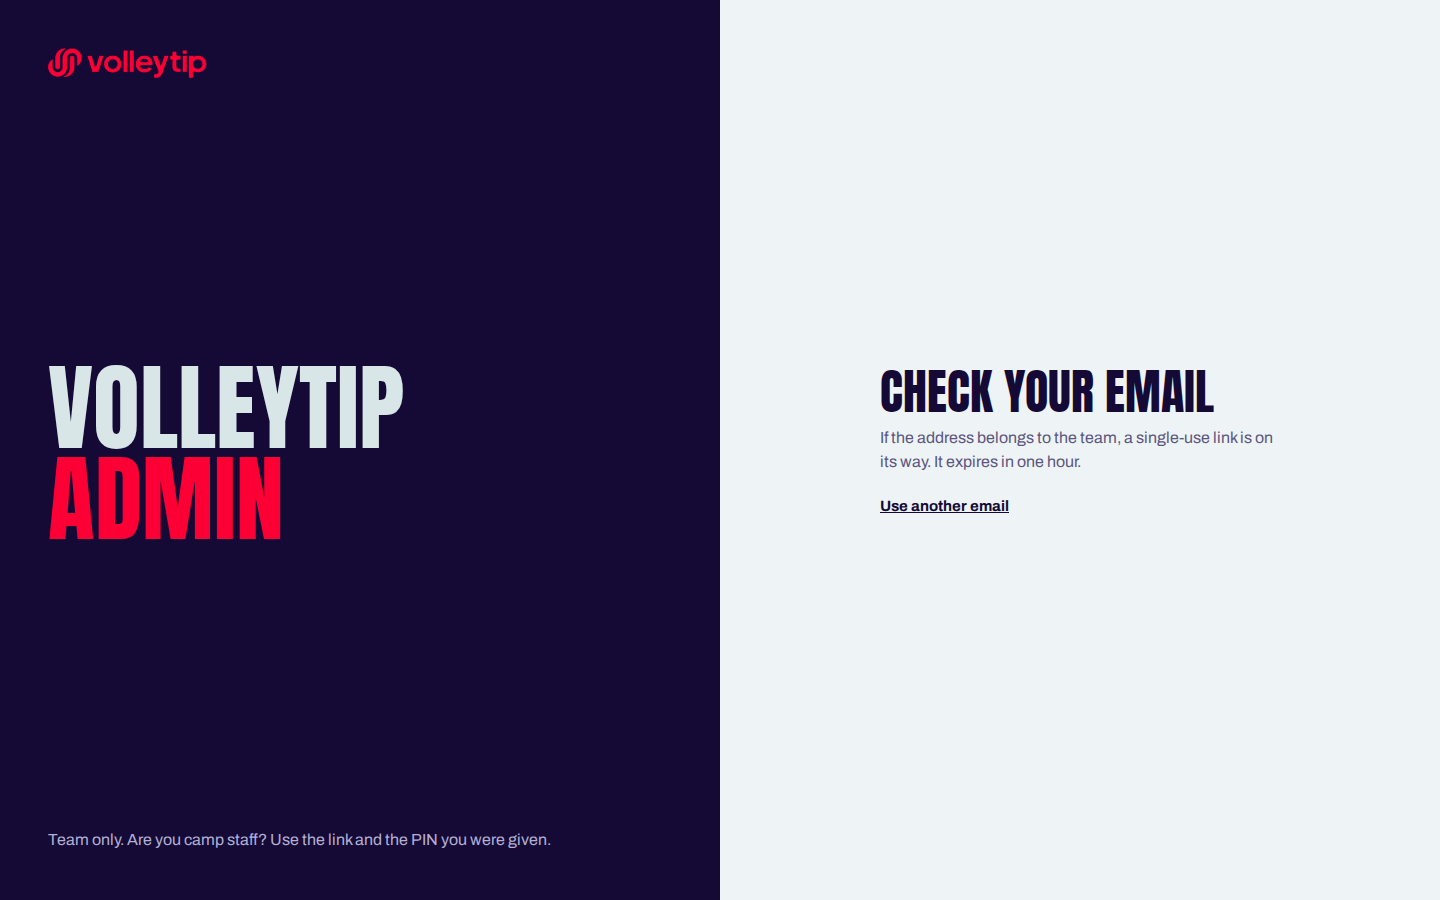 volleytip
VOLLEYTIP
ADMIN
Team only. Are you camp staff? Use the link and the PIN you were given.
CHECK YOUR EMAIL
If the address belongs to the team, a single-use link is on
its way. It expires in one hour.
Use another email